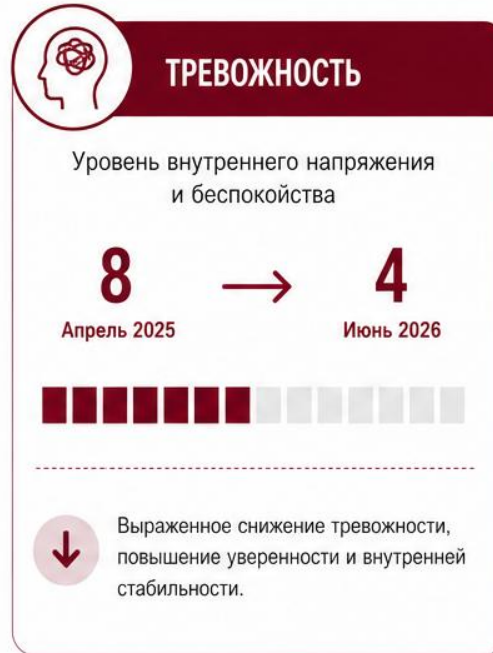 ТРЕВОЖНОСТЬ
Уровень внутреннего напряжения
и беспокойства
8 → 4
Апрель 2025 Июнь 2026
Выраженное снижение тревожности,
повышение уверенности и внутренней
стабильности.